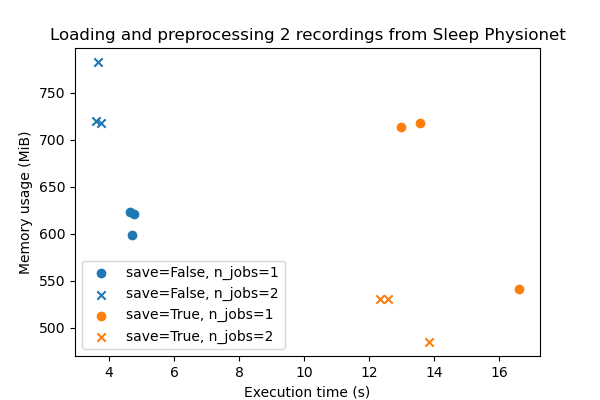 Loading and preprocessing 2 recordings from Sleep Physionet
Memory usage (MiB)
750
700
650
600
550
500
save=False, n_jobs=1
save=False, n_jobs=2
save=True, n_jobs=1
save=True, n_jobs=2
4 6 8 10 12 14 16
Execution time (s)